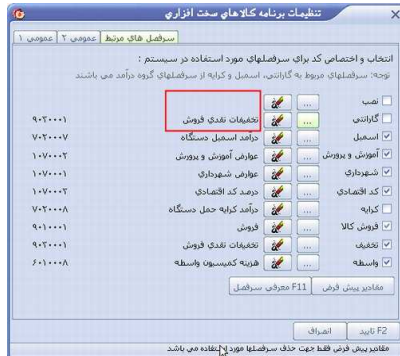 تنظیمات برنامه کالاهای سخت افزاری
سرفصل های مرتبط عمومی ۲ عمومی ۱
انتخاب و اختصاص کد برای سرفصلهای مورد استفاده در سیستم :
توجه: سرفصلهای مربوط به گارانتی، اسمبل و کرایه از سرفصلهای گروه درآمد می باشند
نصب ...
گارانتی ... تخفیفات نقدی فروش ۹۰۲۰۰۰۱
اسمبل ... درآمد اسمبل دستگاه ۷۰۲۰۰۰۷
آموزش و پرورش ... عوارض آموزش و پرورش ۱۰۷۰۰۰۲
شهرداری ... عوارض شهرداری ۱۰۷۰۰۰۱
کد اقتصادی ... درصد کد اقتصادی ۱۰۷۰۰۰۲
کرایه ... درآمد کرایه حمل دستگاه ۷۰۲۰۰۰۸
فروش کالا ... فروش ۹۰۱۰۰۰۱
تخفیف ... تخفیفات نقدی فروش ۹۰۲۰۰۰۱
واسطه ... هزینه کمیسیون واسطه ۶۰۱۰۰۰۸
مقادیر پیش فرض F11 معرفی سرفصل
F2 تایید انصراف
مقادیر پیش فرض فقط جهت حذف سرفصلها مورد استفاده می باشد